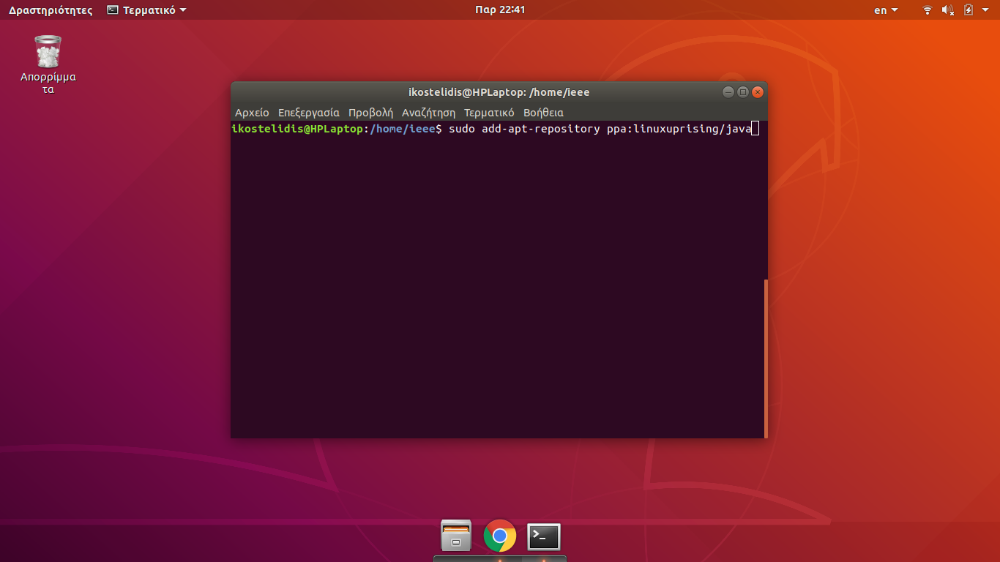 Δραστηριότητες Τερματικό Παρ 22:41 en
Απορρίμμα
τα
ikostelidis@HPLaptop: /home/ieee
Αρχείο Επεξεργασία Προβολή Αναζήτηση Τερματικό Βοήθεια
ikostelidis@HPLaptop:/home/ieee$ sudo add-apt-repository ppa:linuxuprising/java